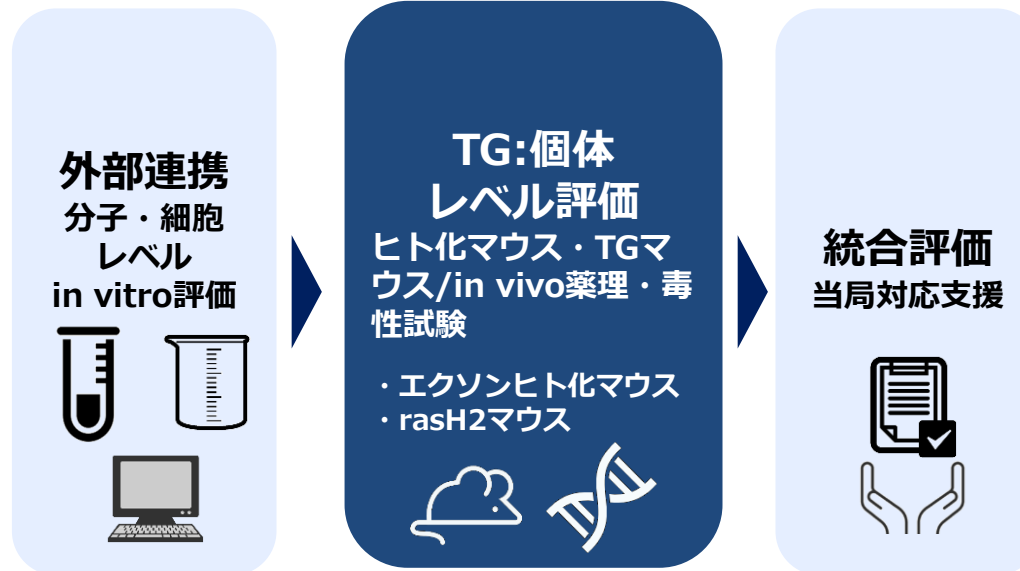 外部連携
分子・細胞
レベル
in vitro評価
TG:個体
レベル評価
ヒト化マウス・TGマ
ウス/in vivo薬理・毒
性試験
・エクソンヒト化マウス
・rasH2マウス
統合評価
当局対応支援